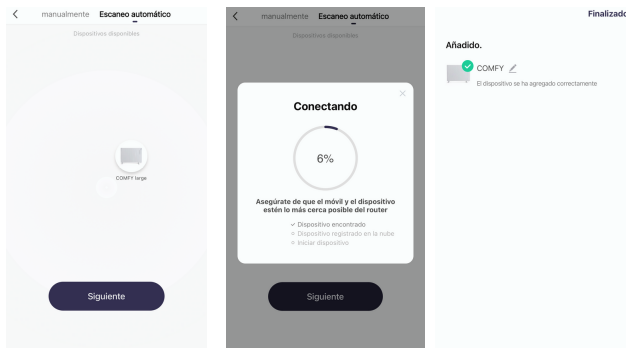 manualmente Escaneo automático
Dispositivos disponibles
COMFY large
Siguiente
manualmente Escaneo automático
Dispositivos disponibles
Conectando
6%
Asegúrate de que el móvil y el dispositivo
estén lo más cerca posible del router
Dispositivo encontrado
Dispositivo registrado en la nube
Iniciar dispositivo
Siguiente
Finalizado
Añadido.
COMFY
El dispositivo se ha agregado correctamente